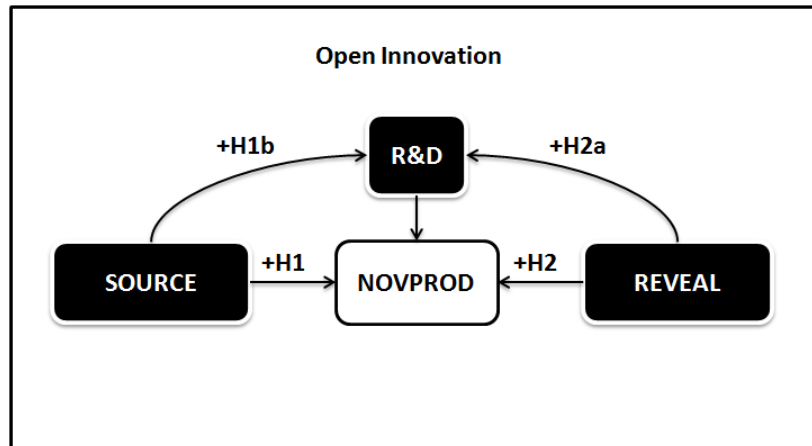 Open Innovation
+H1b
R&D
+H2a
SOURCE
+H1
NOVPROD
+H2
REVEAL